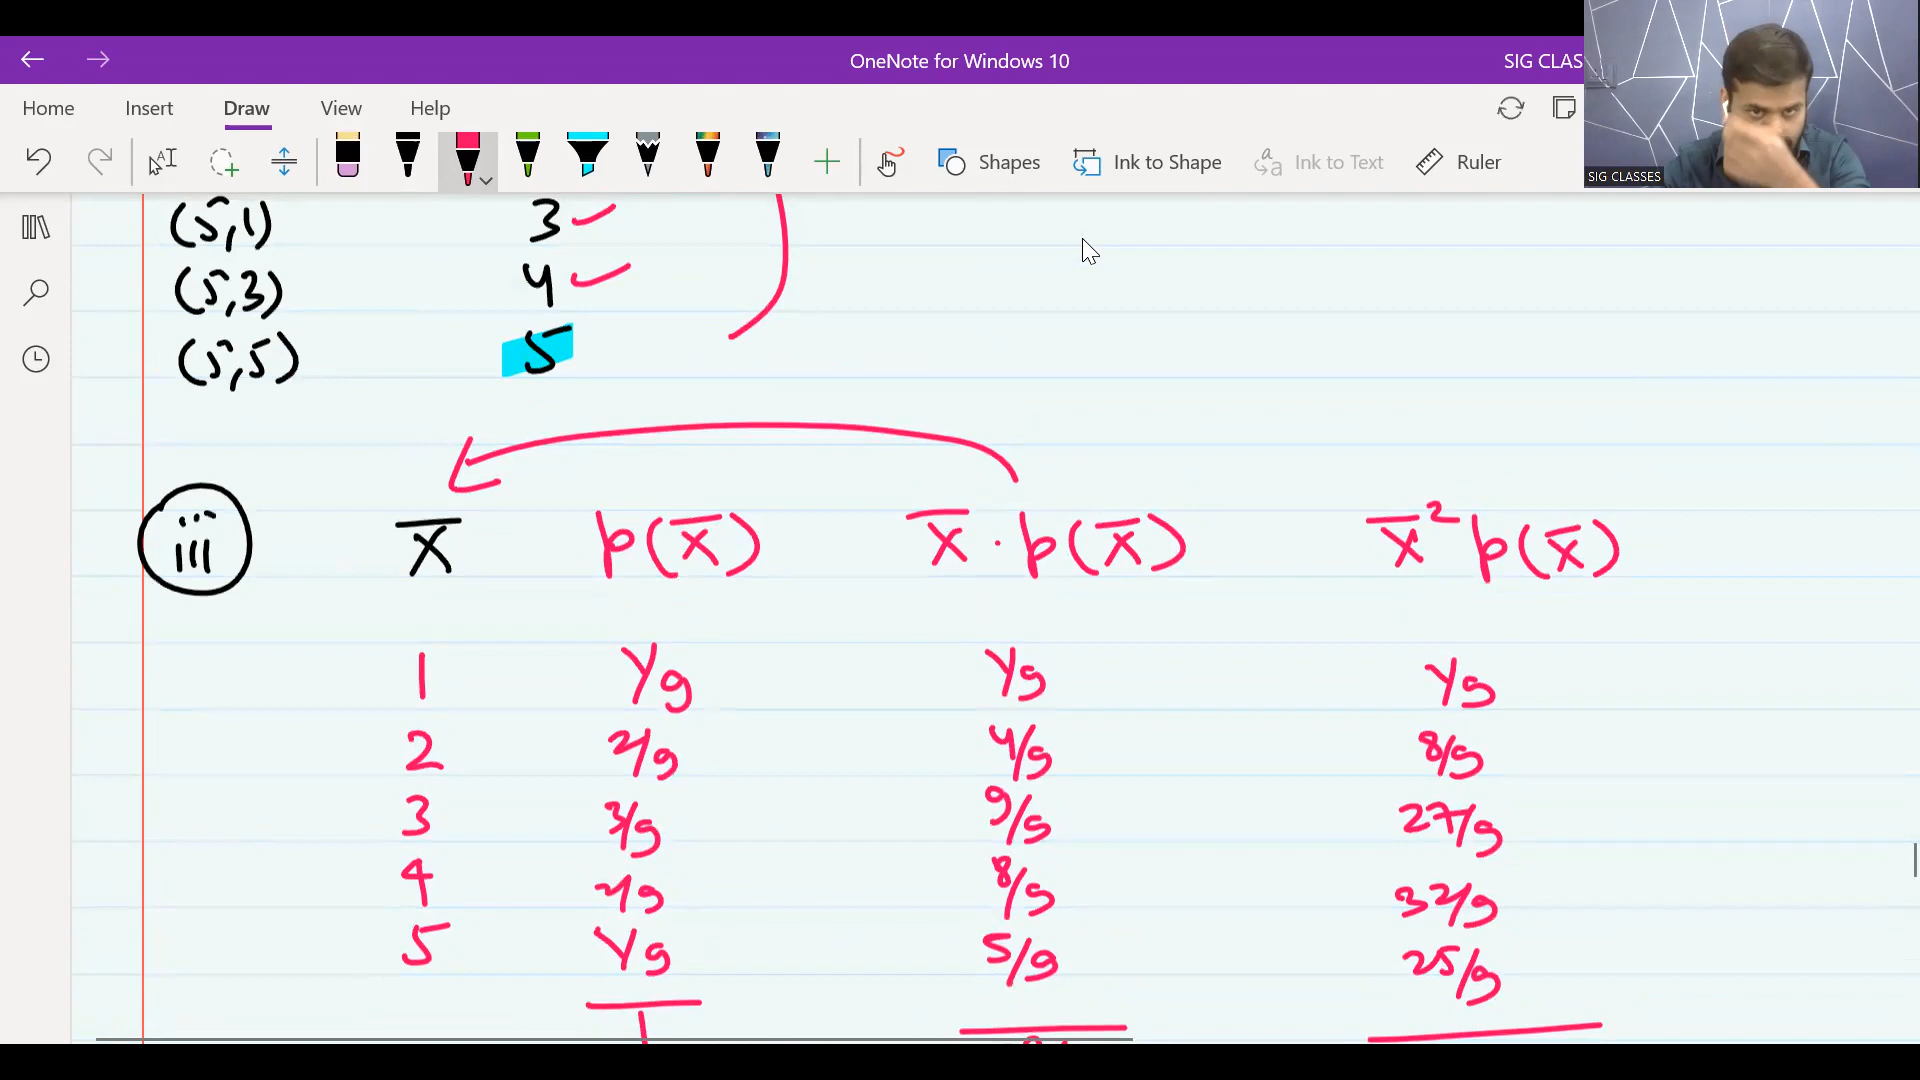 OneNote for Windows 10 SIG CLAS
Home Insert Draw View Help
Shapes Ink to Shape Ink to Text Ruler
SIG CLASSES
(5,1) 3
(5,3) 4
(5,5) 5
iii x̄ p(x̄) x̄ · p(x̄) x̄² p(x̄)
1 1/9 1/9 1/9
2 2/9 4/9 8/9
3 3/9 9/9 27/9
4 2/9 8/9 32/9
5 1/9 5/9 25/9